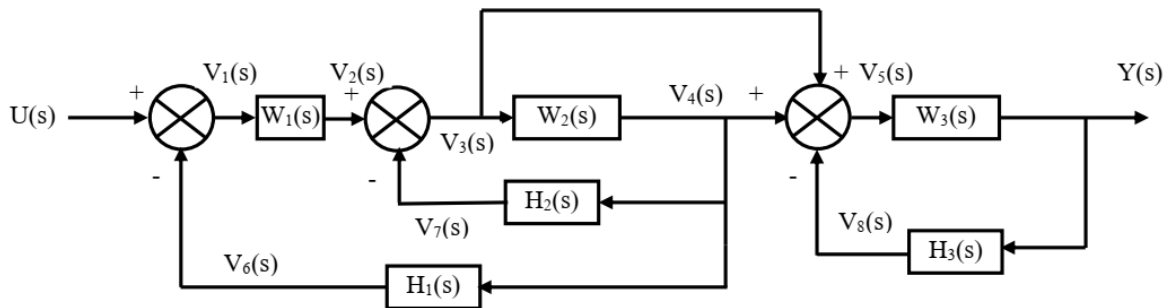 V₁(s) V₂(s) + V₅(s) Y(s)
+ + V₄(s) +
U(s) W₁(s) W₂(s) W₃(s)
V₃(s)
- - -
H₂(s)
V₇(s) V₈(s)
H₃(s)
V₆(s)
H₁(s)